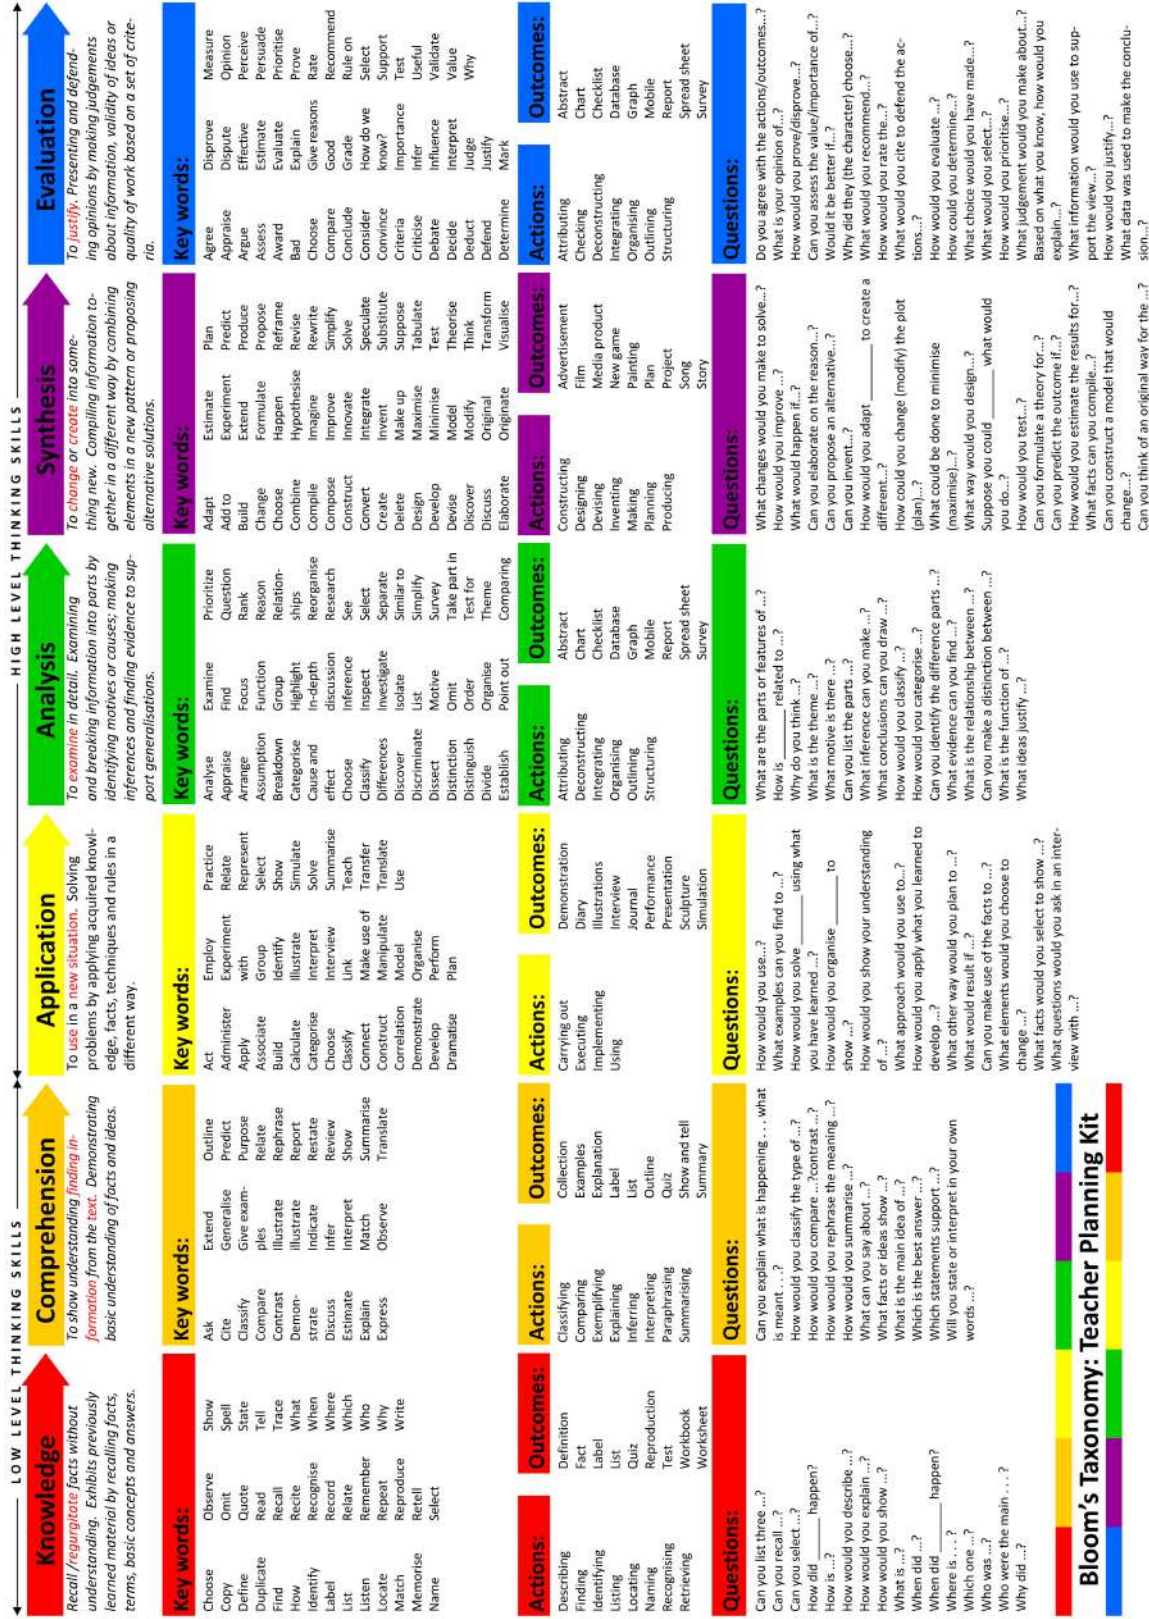 LOW LEVEL THINKING SKILLS
HIGH LEVEL THINKING SKILLS
Knowledge
Recall /regurgitate facts without
understanding. Exhibits previously
learned material by recalling facts,
terms, basic concepts and answers.
Key words:
Choose
Copy
Define
Duplicate
Find
How
Identify
Label
List
Listen
Locate
Match
Memorise
Name
Observe
Omit
Quote
Read
Recall
Recite
Recognise
Record
Relate
Remember
Repeat
Reproduce
Retell
Select
Show
Spell
State
Tell
Trace
What
When
Where
Which
Who
Why
Write
Actions:
Describing
Finding
Identifying
Listing
Locating
Naming
Recognising
Retrieving
Outcomes:
Definition
Fact
Label
List
Quiz
Reproduction
Test
Workbook
Worksheet
Questions:
Can you list three ...?
Can you recall ...?
Can you select ...?
How did ______ happen?
How is ...?
How would you describe ...?
How would you explain ...?
How would you show ...?
What is ...?
When did ...?
When did ______ happen?
Where is . . . ?
Which one ...?
Who was ...?
Who were the main . . . ?
Why did ...?
Comprehension
To show understanding finding in-
formation from the text. Demonstrating
basic understanding of facts and ideas.
Key words:
Ask
Cite
Classify
Compare
Contrast
Demon-
strate
Discuss
Estimate
Explain
Express
Extend
Generalise
Give exam-
ples
Illustrate
illustrate
Indicate
Infer
Interpret
Match
Observe
Outline
Predict
Purpose
Relate
Rephrase
Report
Restate
Review
Show
Summarise
Translate
Actions:
Classifying
Comparing
Exemplifying
Explaining
Inferring
Interpreting
Paraphrasing
Summarising
Outcomes:
Collection
Examples
Explanation
Label
List
Outline
Quiz
Show and tell
Summary
Questions:
Can you explain what is happening . . . what
is meant . . .?
How would you classify the type of ...?
How would you compare ...?contrast ...?
How would you rephrase the meaning ...?
How would you summarise ...?
What can you say about ...?
What facts or ideas show ...?
What is the main idea of ...?
Which is the best answer ...?
Which statements support ...?
Will you state or interpret in your own
words ...?
Application
To use in a new situation. Solving
problems by applying acquired knowl-
edge, facts, techniques and rules in a
different way.
Key words:
Act
Administer
Apply
Associate
Build
Calculate
Categorise
Choose
Classify
Connect
Construct
Correlation
Demonstrate
Develop
Dramatise
Employ
Experiment
with
Group
Identify
Illustrate
Interpret
Interview
Link
Make use of
Manipulate
Model
Organise
Perform
Plan
Practice
Relate
Represent
Select
Show
Simulate
Solve
Summarise
Teach
Transfer
Translate
Use
Actions:
Carrying out
Executing
Implementing
Using
Outcomes:
Demonstration
Diary
Illustrations
Interview
Journal
Performance
Presentation
Sculpture
Simulation
Questions:
How would you use...?
What examples can you find to ...?
How would you solve ______ using what
you have learned ...?
How would you organise ______ to
show ...?
How would you show your understanding
of ...?
What approach would you use to...?
How would you apply what you learned to
develop ...?
What other way would you plan to ...?
What would result if ...?
Can you make use of the facts to ...?
What elements would you choose to
change ...?
What facts would you select to show ...?
What questions would you ask in an inter-
view with ...?
Analysis
To examine in detail. Examining
and breaking information into parts by
identifying motives or causes; making
inferences and finding evidence to sup-
port generalisations.
Key words:
Analyse
Appraise
Arrange
Assumption
Breakdown
Categorise
Cause and
effect
Choose
Classify
Differences
Discover
Discriminate
Dissect
Distinction
Distinguish
Divide
Establish
Examine
Find
Focus
Function
Group
Highlight
In-depth
discussion
Inference
Inspect
Investigate
Isolate
List
Motive
Omit
Order
Organise
Point out
Prioritize
Question
Rank
Reason
Relation-
ships
Reorganise
Research
See
Select
Separate
Similar to
Simplify
Survey
Take part in
Test for
Theme
Comparing
Actions:
Attributing
Deconstructing
Integrating
Organising
Outlining
Structuring
Outcomes:
Abstract
Chart
Checklist
Database
Graph
Mobile
Report
Spread sheet
Survey
Questions:
What are the parts or features of ...?
How is______ related to ...?
Why do you think ...?
What is the theme ...?
What motive is there ...?
Can you list the parts ...?
What inference can you make ...?
What conclusions can you draw ...?
How would you classify ...?
How would you categorise ...?
Can you identify the difference parts ...?
What evidence can you find ...?
What is the relationship between ...?
Can you make a distinction between ...?
What is the function of ...?
What ideas justify ...?
Synthesis
To change or create into some-
thing new. Compiling information to-
gether in a different way by combining
elements in a new pattern or proposing
alternative solutions.
Key words:
Adapt
Add to
Build
Change
Choose
Combine
Compile
Compose
Construct
Convert
Create
Delete
Design
Develop
Devise
Discover
Discuss
Elaborate
Estimate
Experiment
Extend
Formulate
Happen
Hypothesise
Imagine
Improve
Innovate
Integrate
Invent
Make up
Maximise
Minimise
Model
Modify
Original
Originate
Plan
Predict
Produce
Propose
Reframe
Revise
Rewrite
Simplify
Solve
Speculate
Substitute
Suppose
Tabulate
Test
Theorise
Think
Transform
Visualise
Actions:
Constructing
Designing
Devising
Inventing
Making
Planning
Producing
Outcomes:
Advertisement
Film
Media product
New game
Painting
Plan
Project
Song
Story
Questions:
What changes would you make to solve...?
How would you improve ...?
What would happen if...?
Can you elaborate on the reason...?
Can you propose an alternative...?
Can you invent...?
How would you adapt ______ to create a
different...?
How could you change (modify) the plot
(plan)...?
What could be done to minimise
(maximise)...?
What way would you design...?
Suppose you could ______ what would
you do...?
How would you test...?
Can you formulate a theory for...?
Can you predict the outcome if...?
How would you estimate the results for...?
What facts can you compile...?
Can you construct a model that would
change...?
Can you think of an original way for the ...?
Evaluation
To justify. Presenting and defend-
ing opinions by making judgements
about information, validity of ideas or
quality of work based on a set of crite-
ria.
Key words:
Agree
Appraise
Argue
Assess
Award
Bad
Choose
Compare
Conclude
Consider
Convince
Criteria
Criticise
Debate
Decide
Deduct
Defend
Determine
Disprove
Dispute
Effective
Estimate
Evaluate
Explain
Give reasons
Good
Grade
How do we
know?
Importance
Infer
Influence
Interpret
Judge
Justify
Mark
Measure
Opinion
Perceive
Persuade
Prioritise
Prove
Rate
Recommend
Rule on
Select
Support
Test
Useful
Validate
Value
Why
Actions:
Attributing
Checking
Deconstructing
Integrating
Organising
Outlining
Structuring
Outcomes:
Abstract
Chart
Checklist
Database
Graph
Mobile
Report
Spread sheet
Survey
Questions:
Do you agree with the actions/outcomes...?
What is your opinion of...?
How would you prove/disprove...?
Can you assess the value/importance of...?
Would it be better if...?
Why did they (the character) choose...?
What would you recommend...?
How would you rate the...?
What would you cite to defend the ac-
tions...?
How would you evaluate ...?
How could you determine...?
What choice would you have made...?
What would you select...?
How would you prioritise...?
What judgement would you make about...?
Based on what you know, how would you
explain...?
What information would you use to sup-
port the view...?
How would you justify...?
What data was used to make the conclu-
sion...?
Bloom's Taxonomy: Teacher Planning Kit